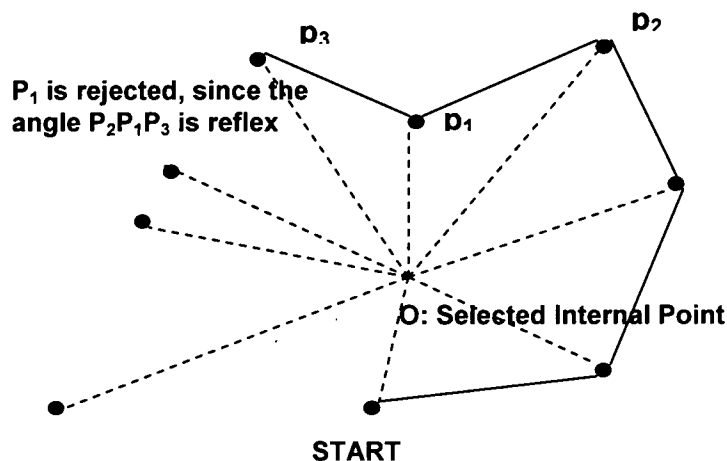 p₃
p₂
P₁ is rejected, since the
angle P₂P₁P₃ is reflex
p₁
O: Selected Internal Point
START